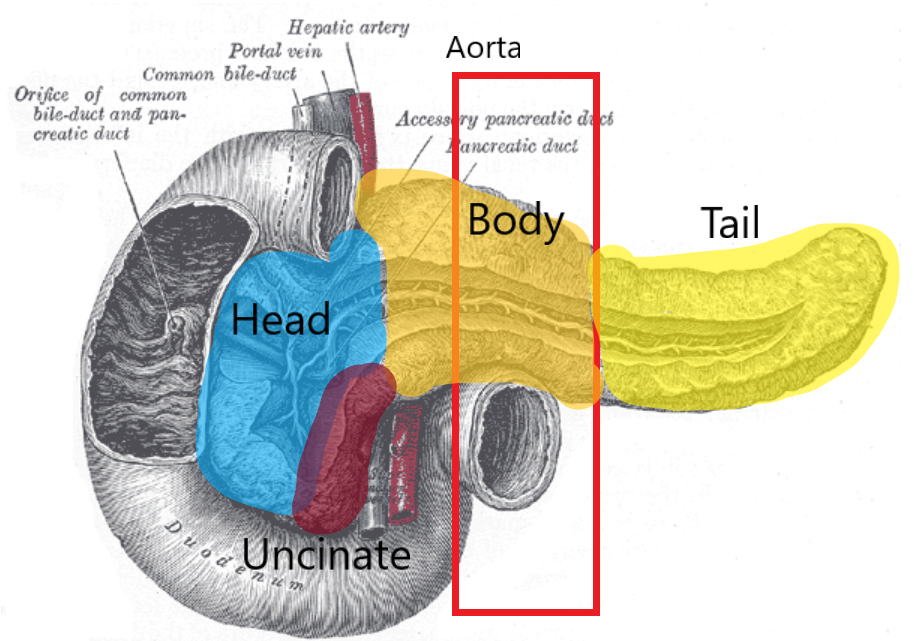 Hepatic artery
Portal vein
Common bile-duct
Orifice of common
bile-duct and pan-
creatic duct
Aorta
Accessory pancreatic duct
Pancreatic duct
Body
Tail
Head
Uncinate
Duodenum